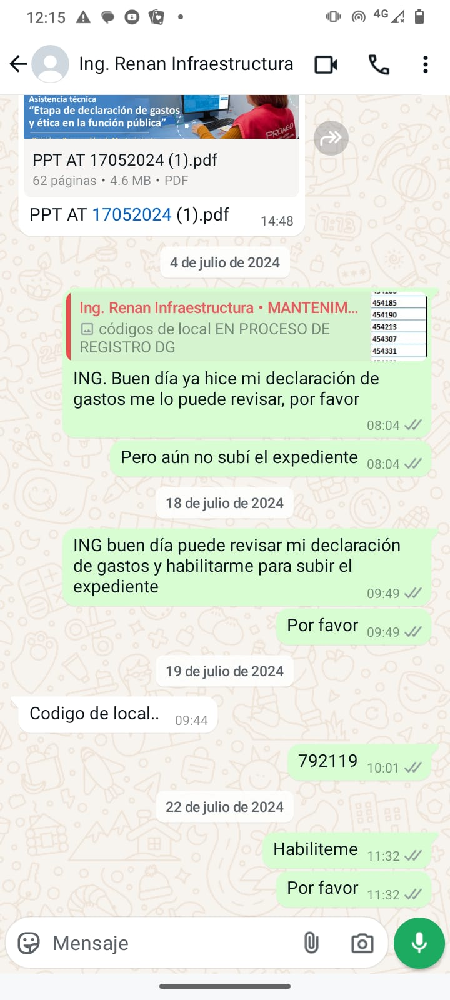 12:15
4G
Ing. Renan Infraestructura
Asistencia técnica
“Etapa de declaración de gastos
y ética en la función pública”
PRONIED
PPT AT 17052024 (1).pdf
62 páginas • 4.6 MB • PDF
PPT AT 17052024 (1).pdf
14:48
4 de julio de 2024
Ing. Renan Infraestructura • MANTENIM...
códigos de local EN PROCESO DE
REGISTRO DG
454185
454190
454213
454307
454331
ING. Buen día ya hice mi declaración de
gastos me lo puede revisar, por favor
08:04
Pero aún no subí el expediente 08:04
18 de julio de 2024
ING buen día puede revisar mi declaración
de gastos y habilitarme para subir el
expediente
09:49
Por favor 09:49
19 de julio de 2024
Codigo de local.. 09:44
792119 10:01
22 de julio de 2024
Habiliteme 11:32
Por favor 11:32
Mensaje